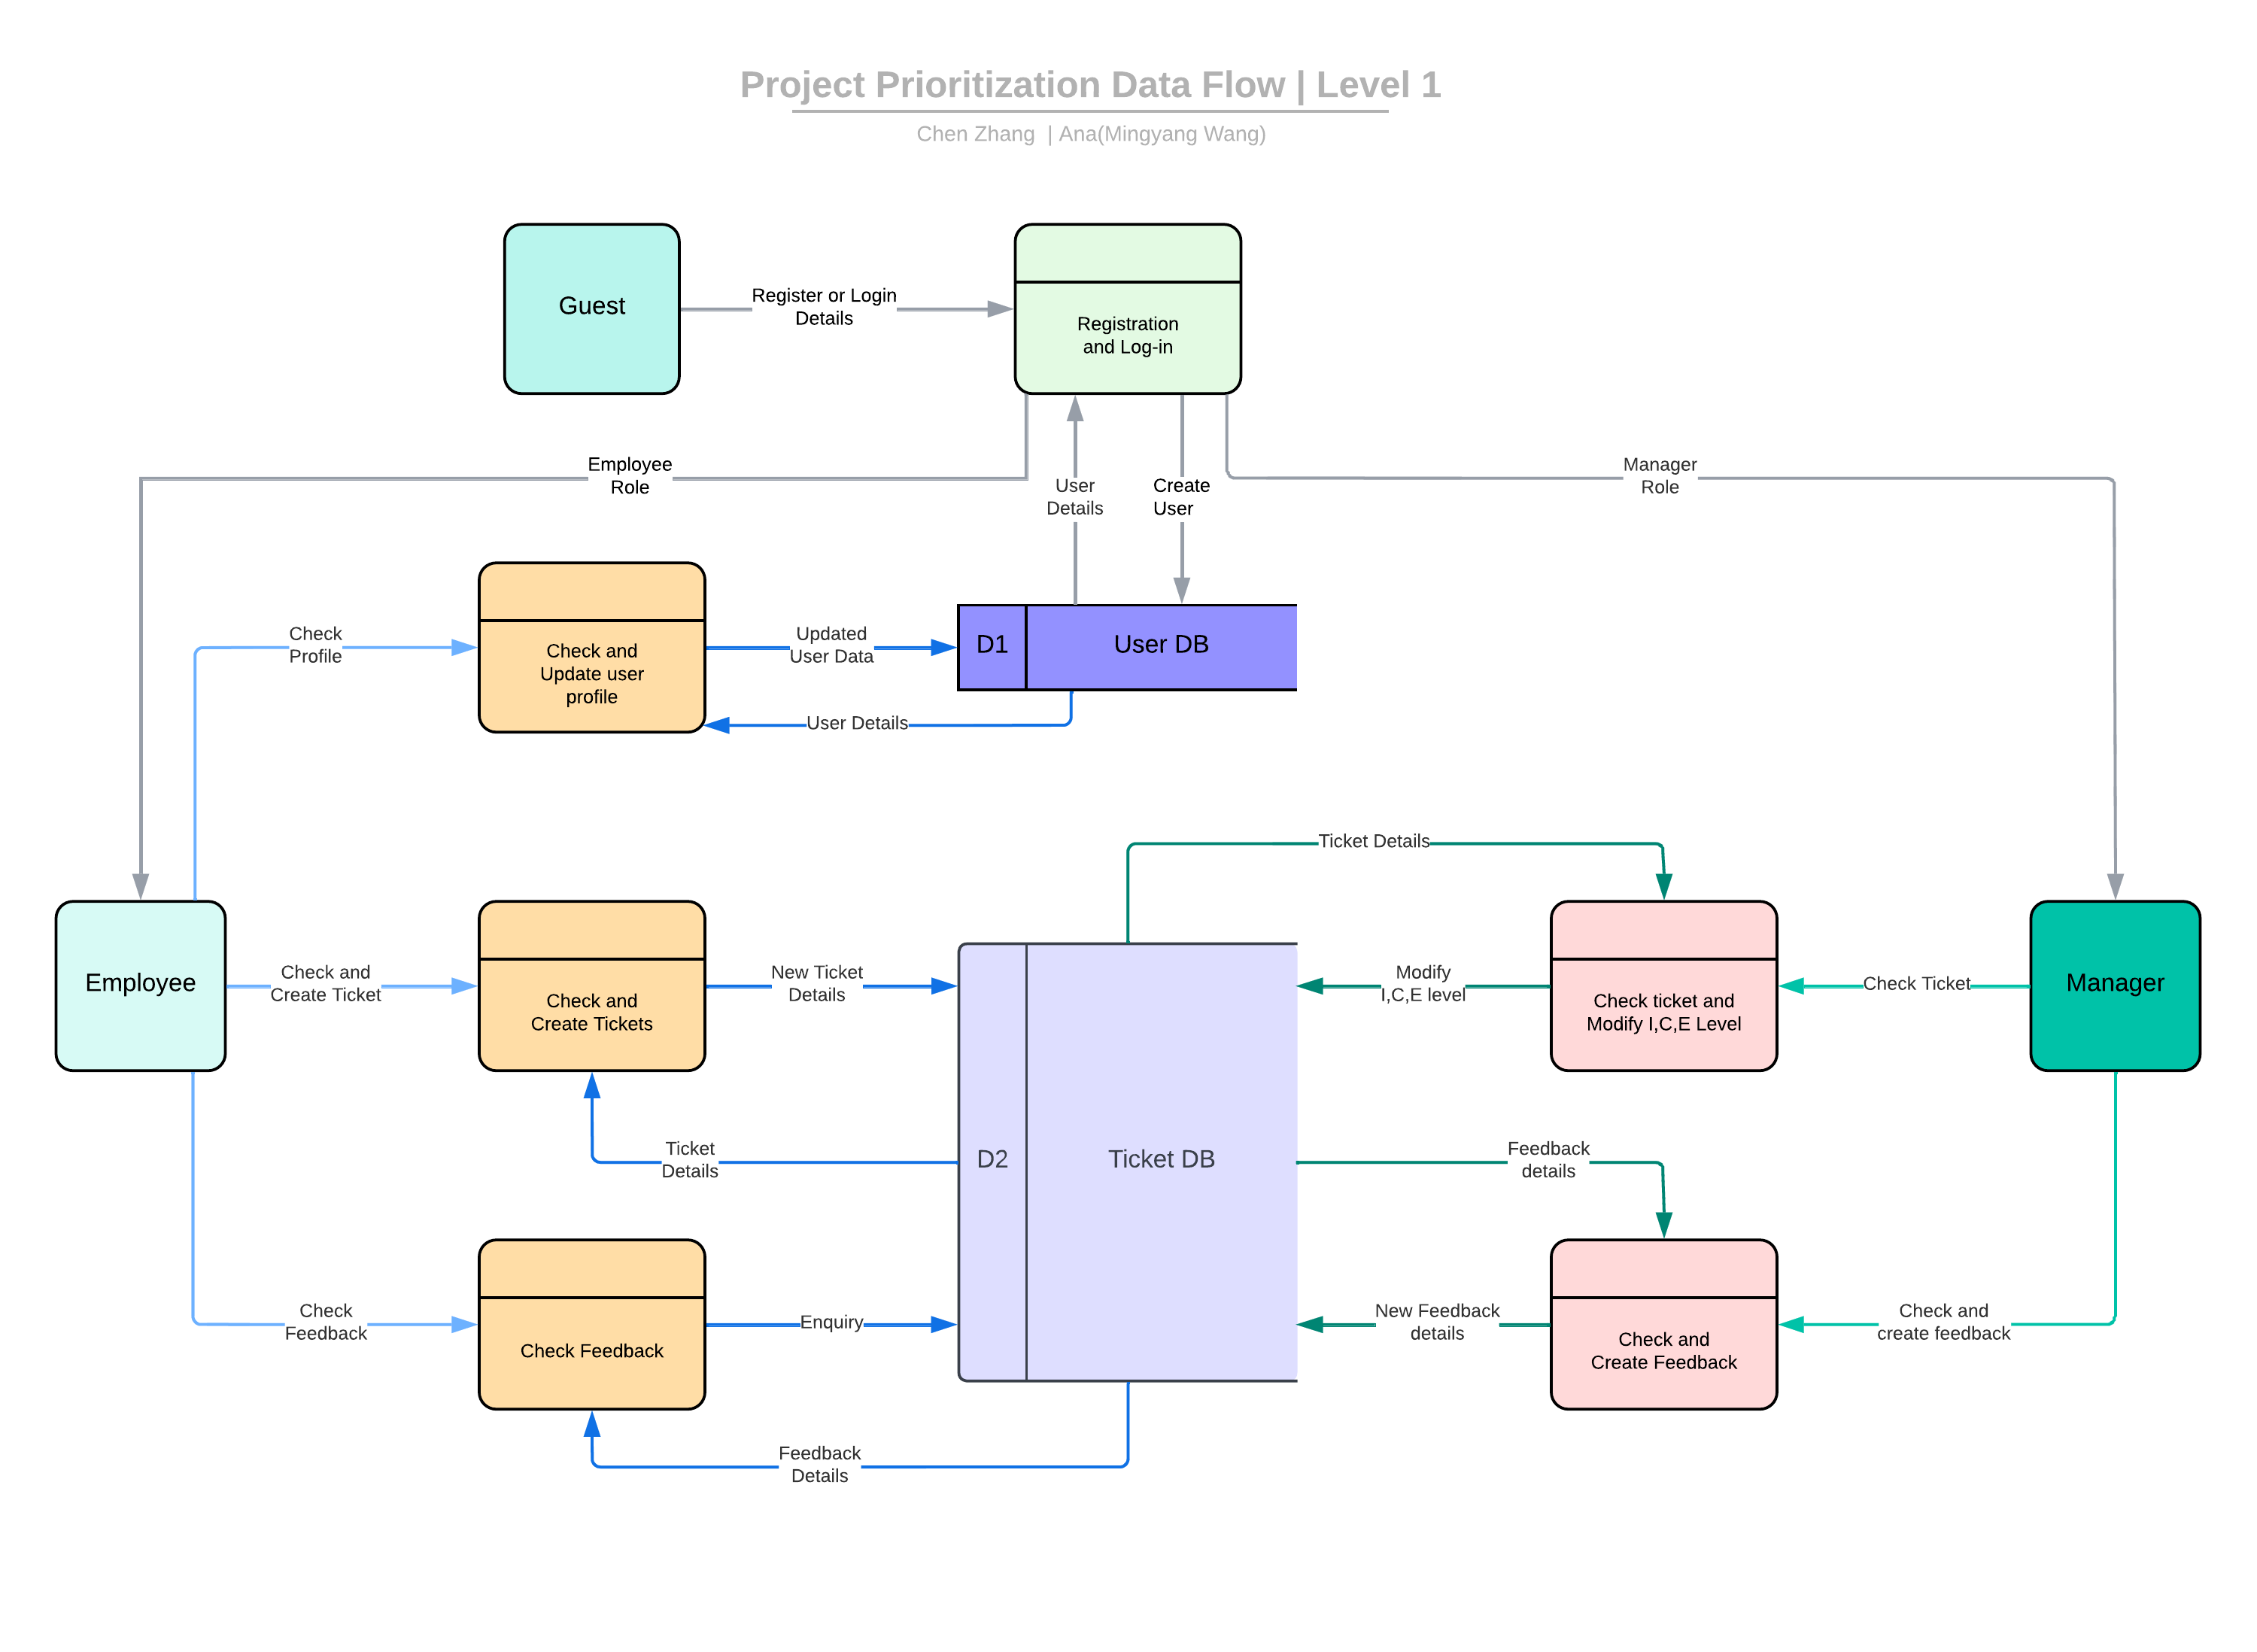 Project Prioritization Data Flow | Level 1
Chen Zhang | Ana(Mingyang Wang)
Guest
Register or Login
Details
Registration
and Log-in
Employee
Role
User
Details
Create
User
Manager
Role
Check
Profile
Check and
Update user
profile
Updated
User Data
D1
User DB
User Details
Ticket Details
Employee
Check and
Create Ticket
Check and
Create Tickets
New Ticket
Details
Modify
I,C,E level
Check ticket and
Modify I,C,E Level
Check Ticket
Manager
Ticket
Details
D2
Ticket DB
Feedback
details
Check
Feedback
Check Feedback
Enquiry
New Feedback
details
Check and
Create Feedback
Check and
create feedback
Feedback
Details